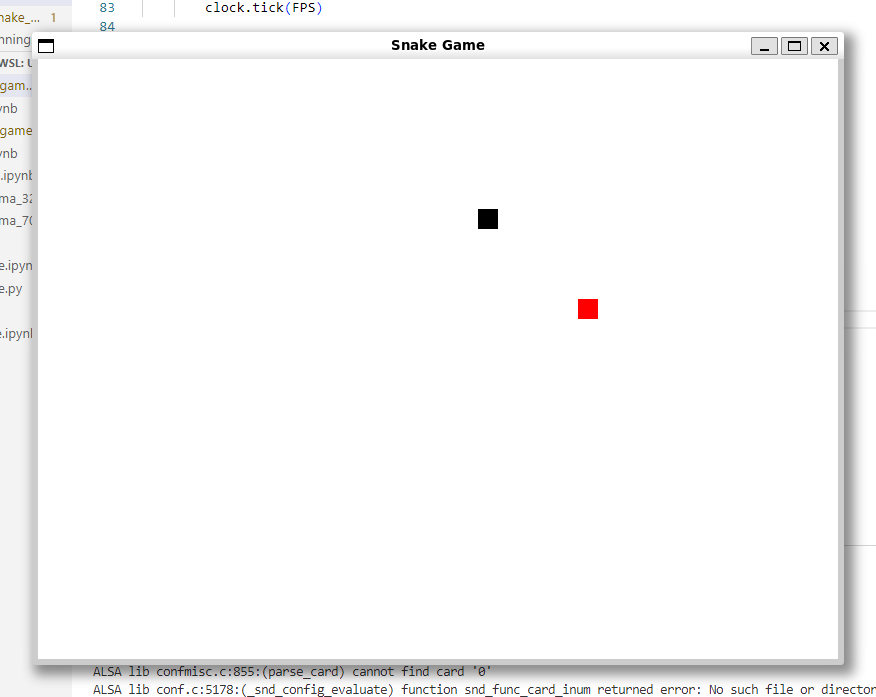 83 clock.tick(FPS)
nake_... 1
84
nning
Snake Game
WSL: U
gam...
ynb
game
ynb
.ipynb
ma_32
ma_70
e.ipyn
e.py
e.ipynb
ALSA lib confmisc.c:855:(parse_card) cannot find card '0'
ALSA lib conf.c:5178:(_snd_config_evaluate) function snd_func_card_inum returned error: No such file or director